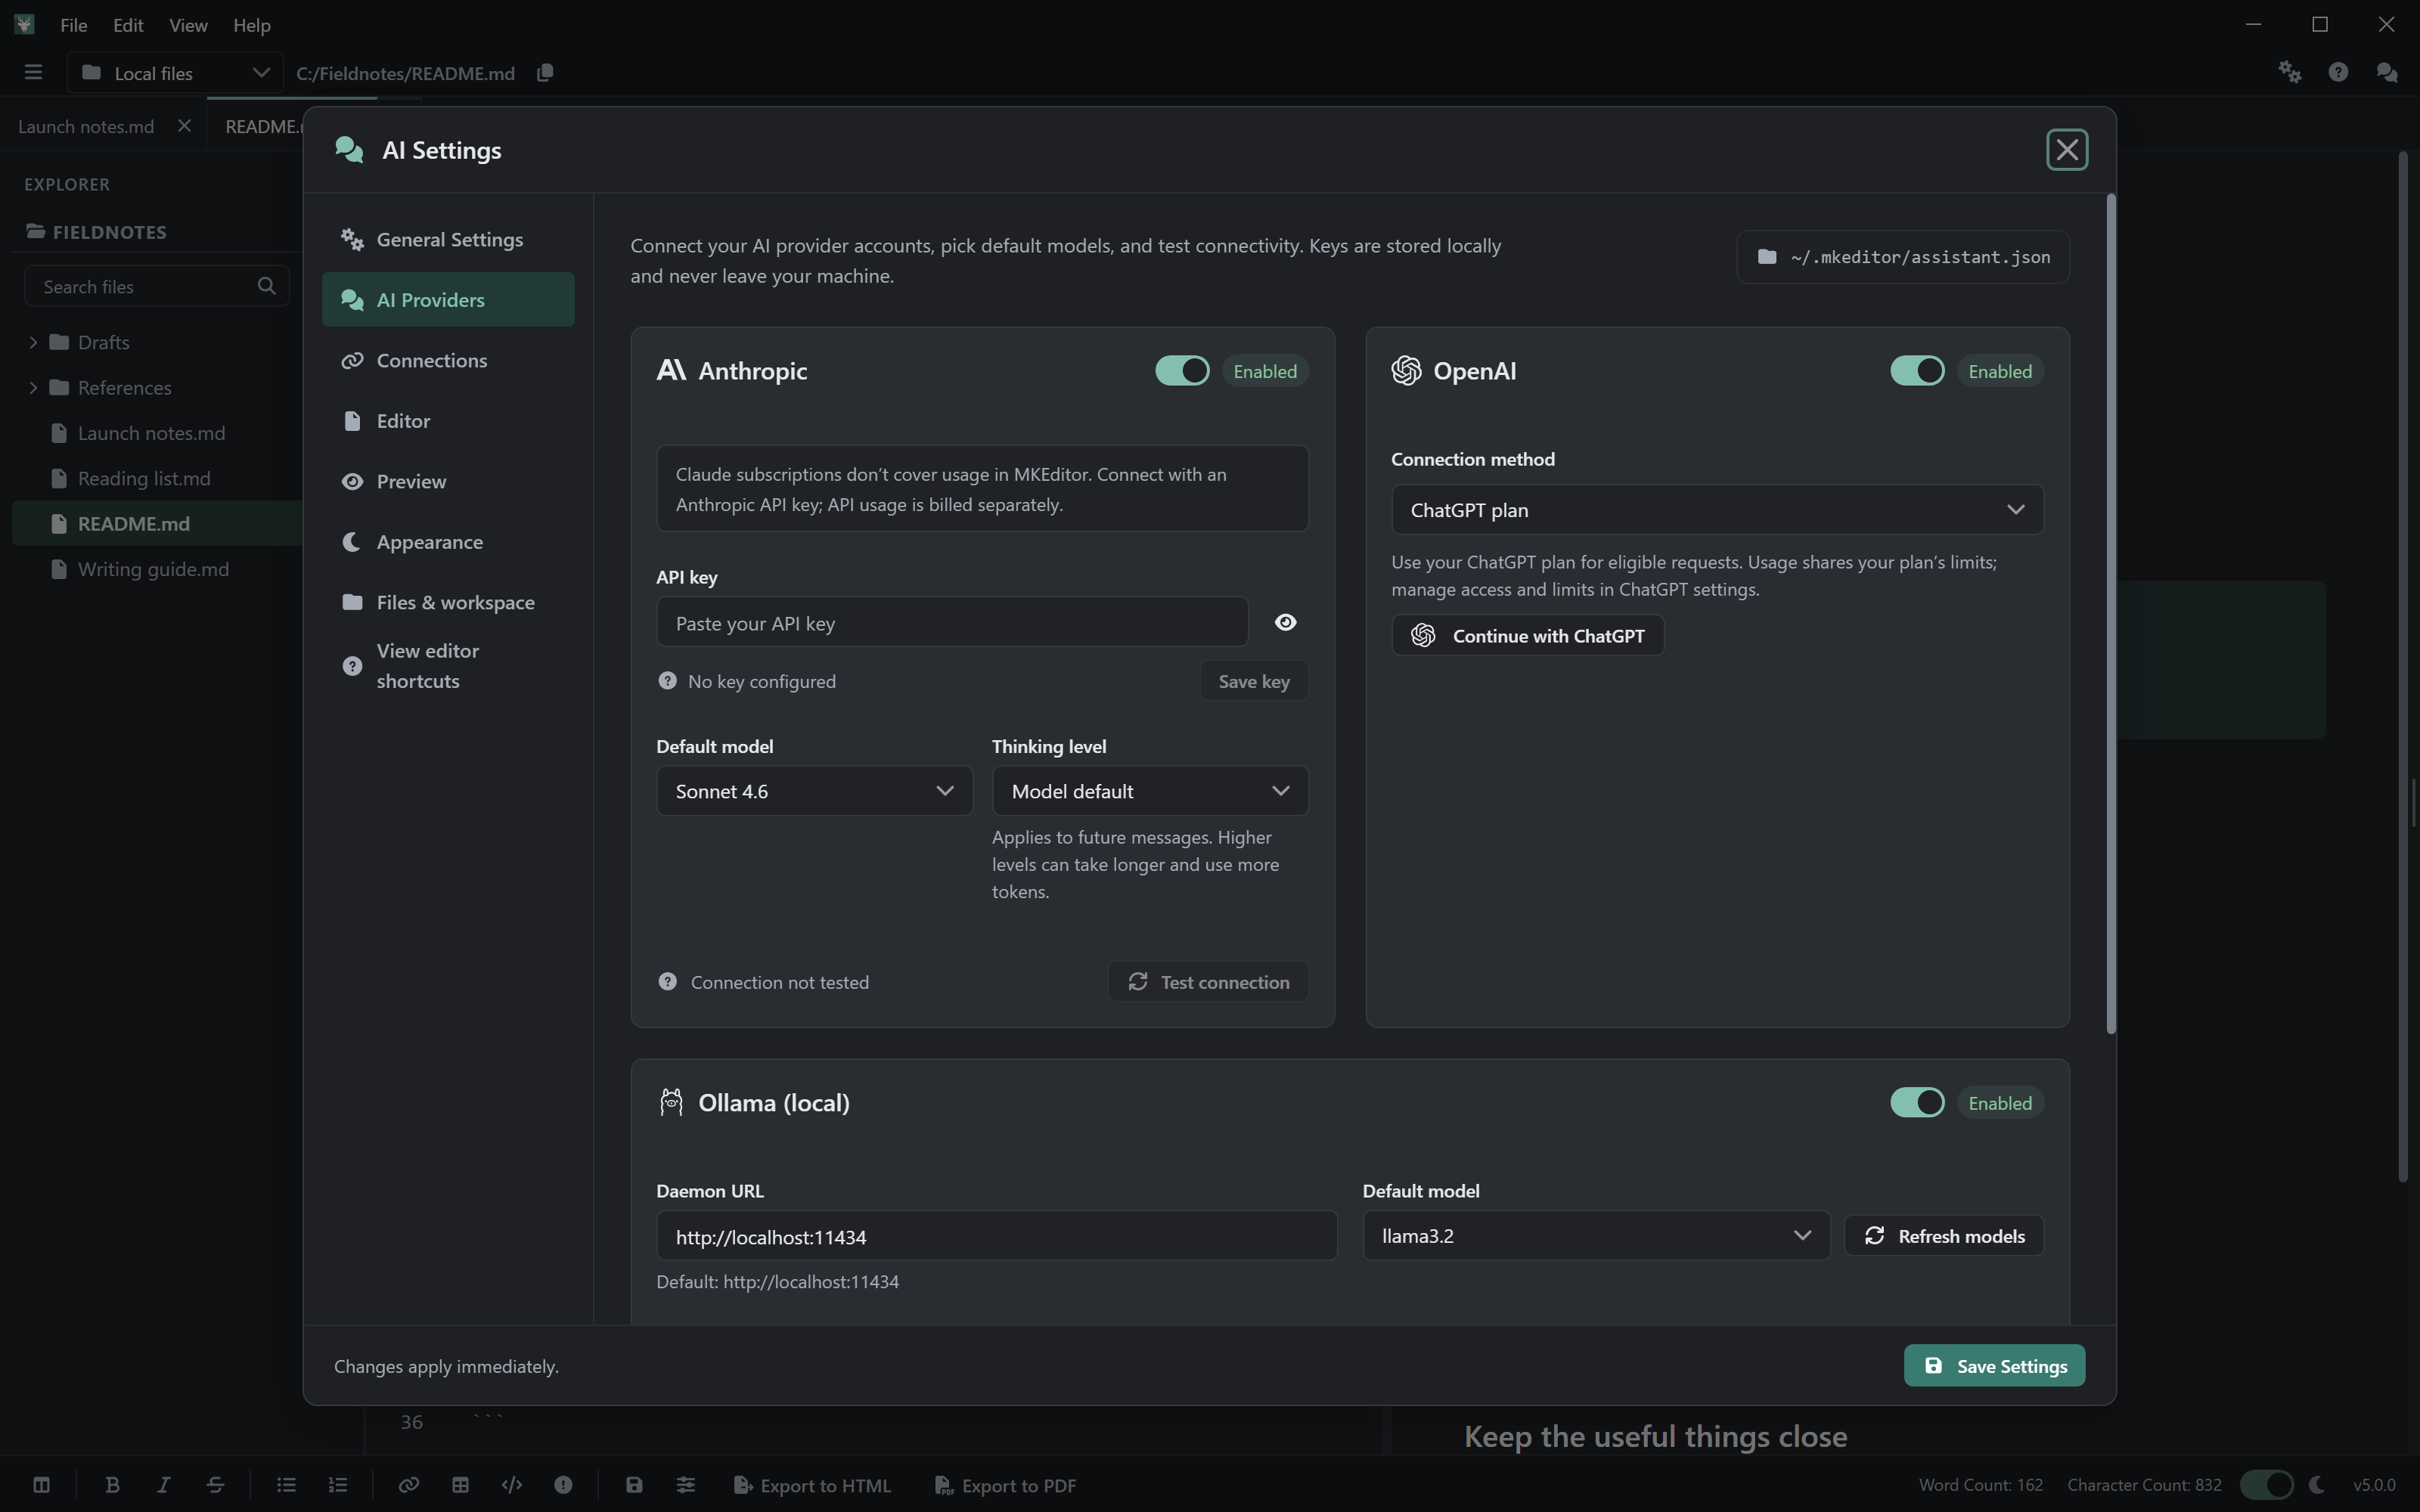 File Edit View Help
Local files C:/Fieldnotes/README.md
Launch notes.md
README.
EXPLORER
FIELDNOTES
Search files
Drafts
References
Launch notes.md
Reading list.md
README.md
Writing guide.md
AI Settings
General Settings
AI Providers
Connections
Editor
Preview
Appearance
Files & workspace
View editor
shortcuts
Connect your AI provider accounts, pick default models, and test connectivity. Keys are stored locally
and never leave your machine.
~/.mkeditor/assistant.json
Anthropic
Enabled
Claude subscriptions don’t cover usage in MKEditor. Connect with an
Anthropic API key; API usage is billed separately.
API key
Paste your API key
No key configured
Save key
Default model
Sonnet 4.6
Thinking level
Model default
Applies to future messages. Higher
levels can take longer and use more
tokens.
Connection not tested
Test connection
OpenAI
Enabled
Connection method
ChatGPT plan
Use your ChatGPT plan for eligible requests. Usage shares your plan’s limits;
manage access and limits in ChatGPT settings.
Continue with ChatGPT
Ollama (local)
Enabled
Daemon URL
http://localhost:11434
Default: http://localhost:11434
Default model
llama3.2
Refresh models
Changes apply immediately.
Save Settings
36 ```
Keep the useful things close
Export to HTML
Export to PDF
Word Count: 162
Character Count: 832
v5.0.0